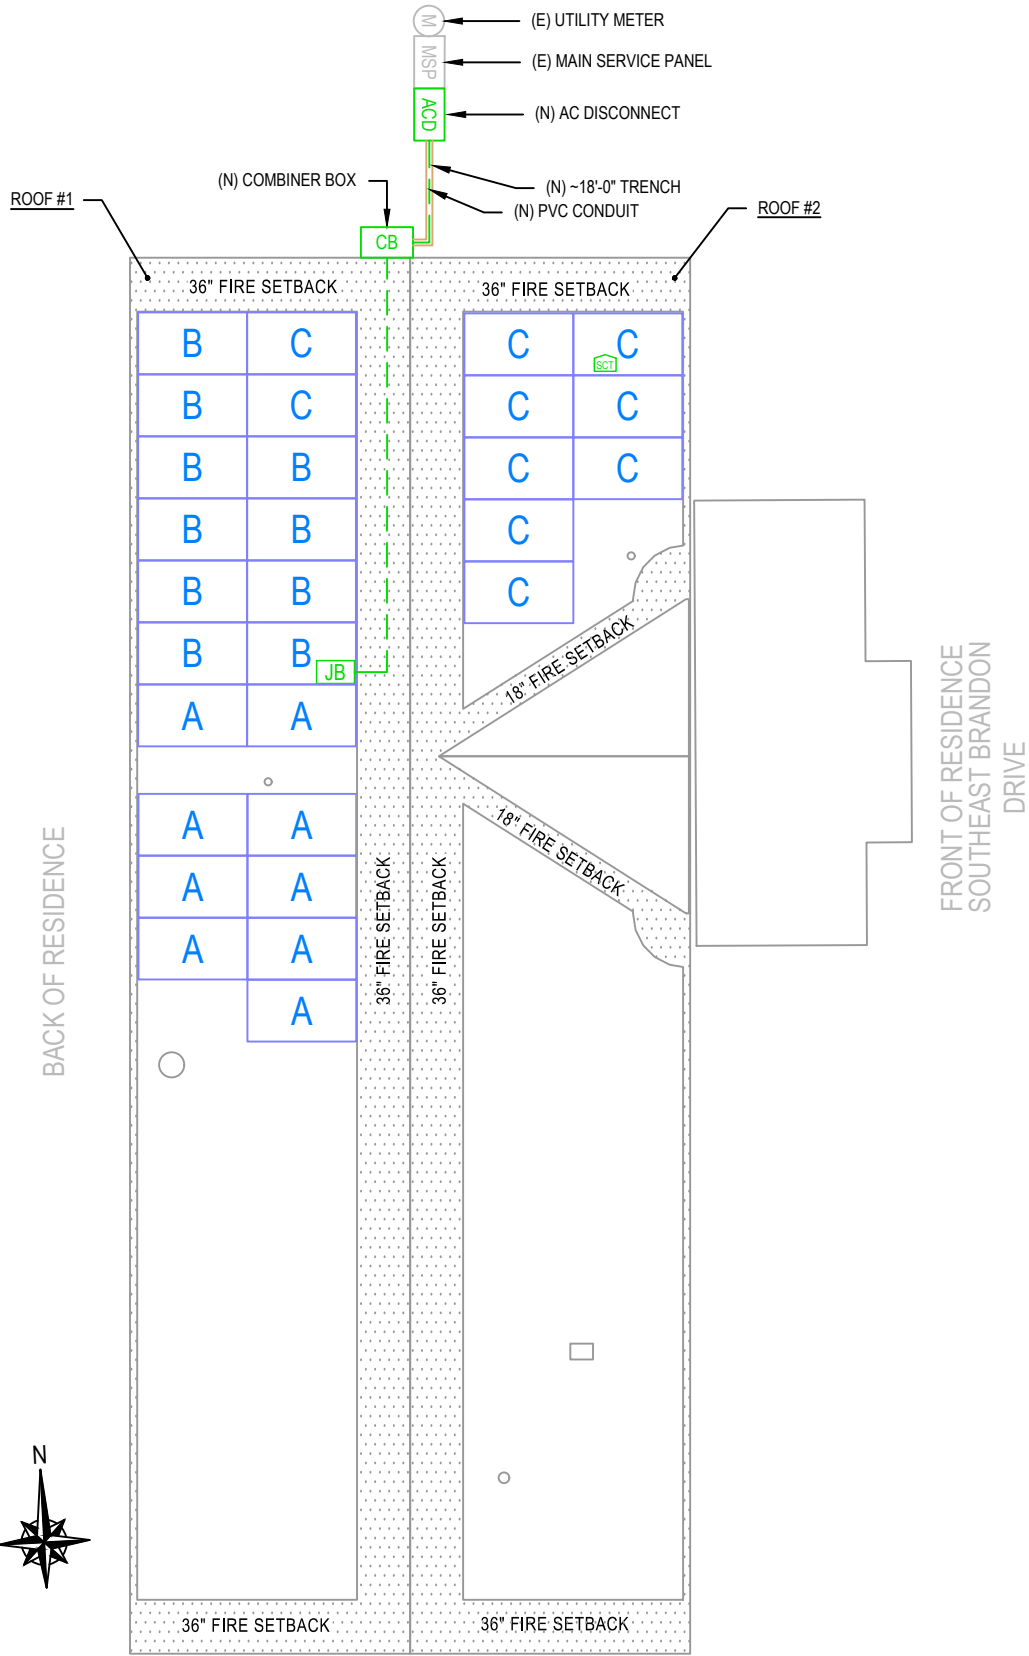 M
(E) UTILITY METER
MSP
(E) MAIN SERVICE PANEL
ACD
(N) AC DISCONNECT
(N) COMBINER BOX
(N) ~18'-0" TRENCH
(N) PVC CONDUIT
ROOF #1
ROOF #2
CB
36" FIRE SETBACK
36" FIRE SETBACK
B C
C C
SCT
B C
C C
B B
C C
B B
C
B B
C
B B
JB
A A
18" FIRE SETBACK
18" FIRE SETBACK
A A
A A
A A
A
36" FIRE SETBACK
36" FIRE SETBACK
BACK OF RESIDENCE
FRONT OF RESIDENCE
SOUTHEAST BRANDON
DRIVE
N
36" FIRE SETBACK
36" FIRE SETBACK